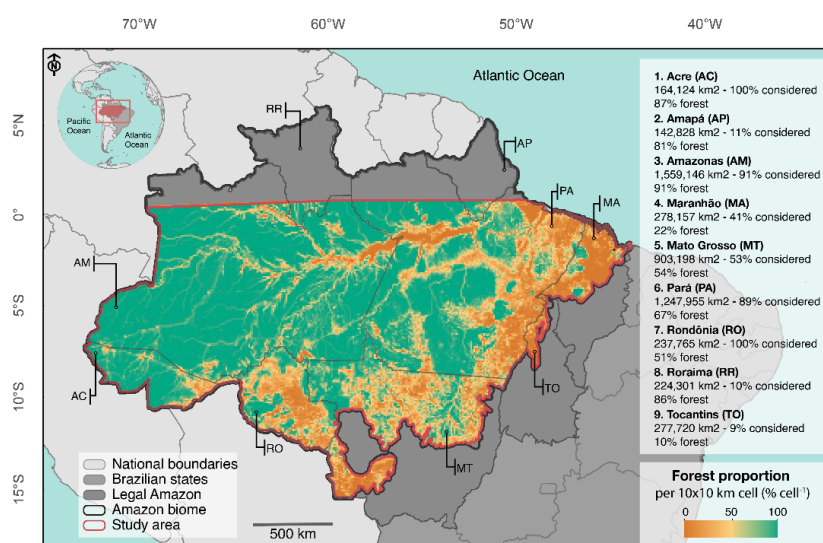 70°W
60°W
50°W
40°W
5°N
0°
5°S
10°S
15°S
N
Pacific
Ocean
Atlantic
Ocean
Atlantic Ocean
RR
AP
PA
MA
AM
AC
RO
MT
TO
1. Acre (AC)
164,124 km2 - 100% considered
87% forest
2. Amapá (AP)
142,828 km2 - 11% considered
81% forest
3. Amazonas (AM)
1,559,146 km2 - 91% considered
91% forest
4. Maranhão (MA)
278,157 km2 - 41% considered
22% forest
5. Mato Grosso (MT)
903,198 km2 - 53% considered
54% forest
6. Pará (PA)
1,247,955 km2 - 89% considered
67% forest
7. Rondônia (RO)
237,765 km2 - 100% considered
51% forest
8. Roraima (RR)
224,301 km2 - 10% considered
86% forest
9. Tocantins (TO)
277,720 km2 - 9% considered
10% forest
National boundaries
Brazilian states
Legal Amazon
Amazon biome
Study area
500 km
Forest proportion
per 10x10 km cell (% cell⁻¹)
0 50 100